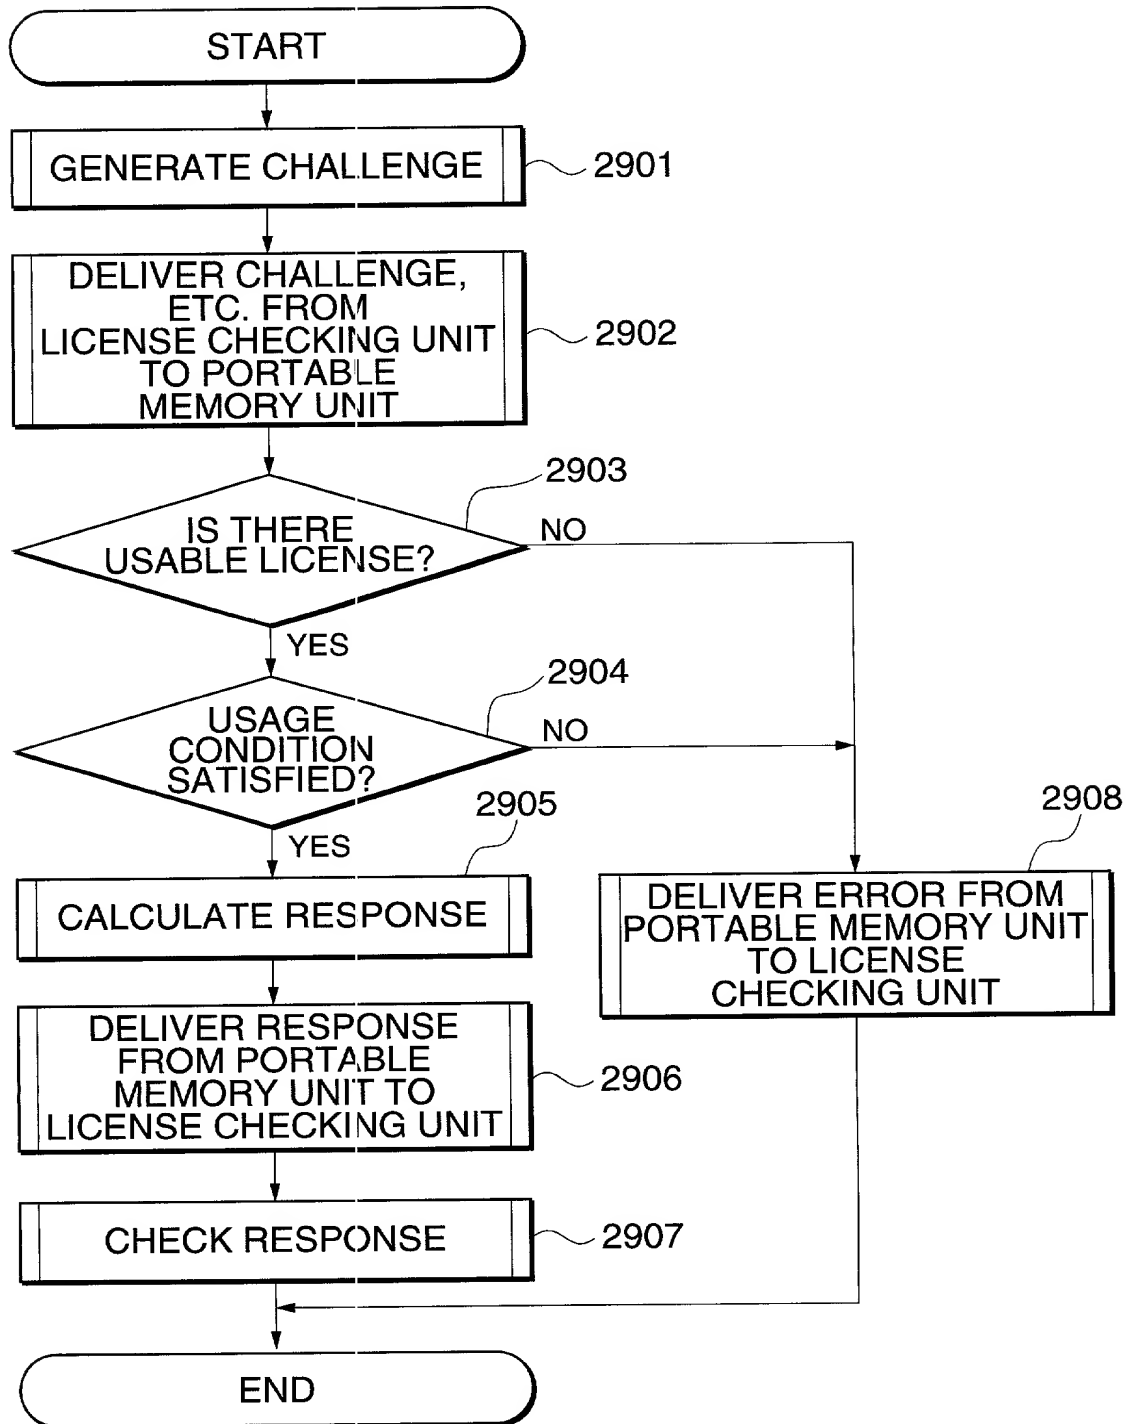 START
GENERATE CHALLENGE
2901
DELIVER CHALLENGE,
ETC. FROM
LICENSE CHECKING UNIT
TO PORTABLE
MEMORY UNIT
2902
2903
IS THERE
USABLE LICENSE?
NO
YES
2904
USAGE
CONDITION
SATISFIED?
NO
YES
2905
CALCULATE RESPONSE
2908
DELIVER ERROR FROM
PORTABLE MEMORY UNIT
TO LICENSE
CHECKING UNIT
DELIVER RESPONSE
FROM PORTABLE
MEMORY UNIT TO
LICENSE CHECKING UNIT
2906
CHECK RESPONSE
2907
END